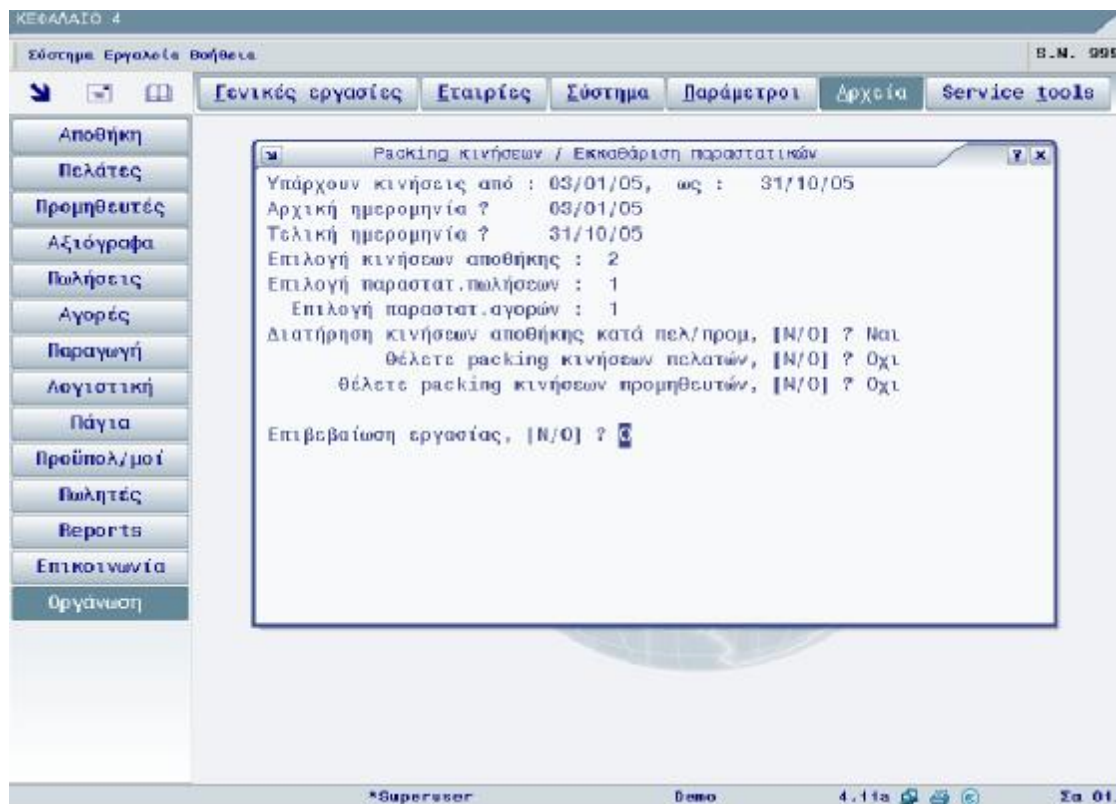 ΚΕΦΑΛΑΙΟ 4
Σύστημα Εργαλεία Βοήθεια
S.N. 999
Γενικές εργασίες
Εταιρίες
Σύστημα
Παράμετροι
Αρχεία
Service tools
Αποθήκη
Πελάτες
Προμηθευτές
Αξιόγραφα
Πωλήσεις
Αγορές
Παραγωγή
Λογιστική
Πάγια
Προϋπολ/μοί
Πωλητές
Reports
Επικοινωνία
Οργάνωση
Packing κινήσεων / Εκκαθάριση παραστατικών
Υπάρχουν κινήσεις από : 03/01/05, ως : 31/10/05
Αρχική ημερομηνία ? 03/01/05
Τελική ημερομηνία ? 31/10/05
Επιλογή κινήσεων αποθήκης : 2
Επιλογή παραστατ.πωλήσεων : 1
Επιλογή παραστατ.αγορών : 1
Διατήρηση κινήσεων αποθήκης κατά πελ/προμ, [Ν/Ο] ? Ναι
Θέλετε packing κινήσεων πελατών, [Ν/Ο] ? Οχι
Θέλετε packing κινήσεων προμηθευτών, [Ν/Ο] ? Οχι
Επιβεβαίωση εργασίας, [Ν/Ο] ?
*Superuser
Demo
4.11a
Σα 01